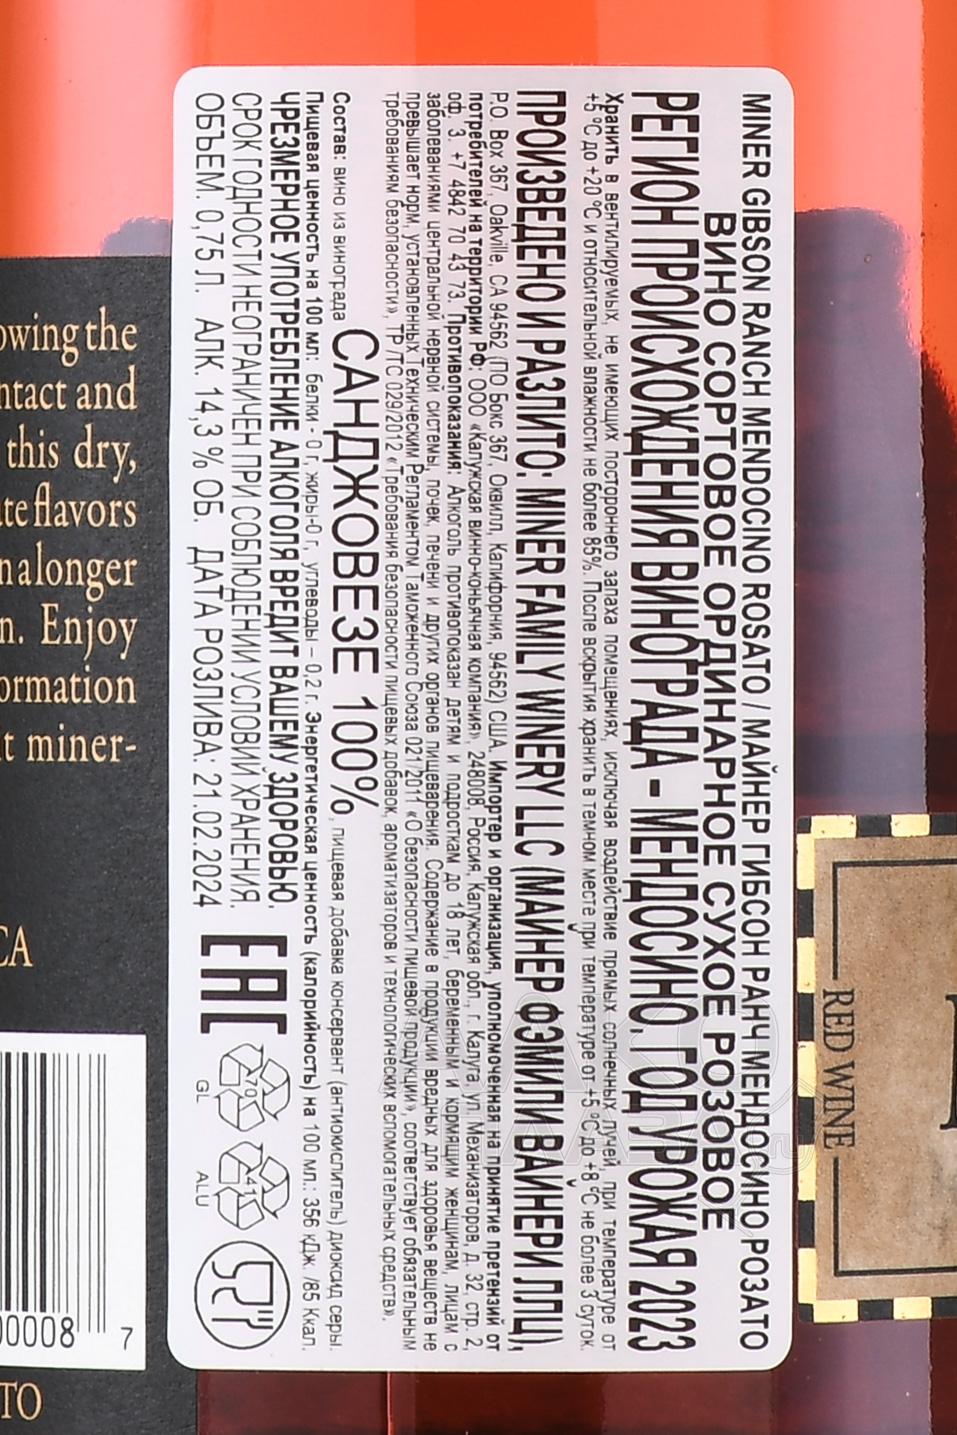 MINER GIBSON RANCH MENDOCINO ROSATO / МАЙНЕР ГИБСОН РАНЧ МЕНДОСИНО РОЗАТО
ВИНО СОРТОВОЕ ОРДИНАРНОЕ СУХОЕ РОЗОВОЕ
РЕГИОН ПРОИСХОЖДЕНИЯ ВИНОГРАДА - МЕНДОСИНО. ГОД УРОЖАЯ 2023
Хранить в вентилируемых, не имеющих постороннего запаха помещениях, исключая воздействие прямых солнечных лучей, при температуре от
+5 °С до +20 °С и относительной влажности не более 85%. После вскрытия хранить в темном месте при температуре от +5 °С до +8 °С не более 3 суток.
ПРОИЗВЕДЕНО И РАЗЛИТО: MINER FAMILY WINERY LLC (МАЙНЕР ФЭМИЛИ ВАЙНЕРИ ЛЛЦ),
P.O. Box 367, Oakville, CA 94562 (ПО Бокс 367, Оквилл, Калифорния, 94562) США. Импортер и организация, уполномоченная на принятие претензий от
потребителей на территории РФ: ООО «Калужская винно-коньячная компания», 248008, Россия, Калужская обл., г. Калуга, ул. Механизаторов, д. 32, стр. 2,
оф. 3. +7 4842 70 43 73. Противопоказания: Алкоголь противопоказан детям и подросткам до 18 лет, беременным и кормящим женщинам, лицам с
заболеваниями центральной нервной системы, почек, печени и других органов пищеварения. Содержание в продукции вредных для здоровья веществ не
превышает норм, установленных Техническим Регламентом Таможенного Союза 021/2011 «О безопасности пищевой продукции», соответствует обязательным
требованиям безопасности», ТР/ТС 029/2012 «Требования безопасности пищевых добавок, ароматизаторов и технологических вспомогательных средств».
Состав: вино из винограда САНДЖОВЕЗЕ 100%, пищевая добавка консервант (антиокислитель) диоксид серы.
Пищевая ценность на 100 мл: белки - 0 г, жиры-0 г, углеводы – 0,2 г. Энергетическая ценность (калорийность) на 100 мл.: 356 кДж. /85 Ккал.
ЧРЕЗМЕРНОЕ УПОТРЕБЛЕНИЕ АЛКОГОЛЯ ВРЕДИТ ВАШЕМУ ЗДОРОВЬЮ.
СРОК ГОДНОСТИ НЕОГРАНИЧЕН ПРИ СОБЛЮДЕНИИ УСЛОВИЙ ХРАНЕНИЯ.
ОБЪЕМ. 0,75 Л. АЛК. 14,3 % ОБ. ДАТА РОЗЛИВА: 21.02.2024
EAC
70
GL
41
ALU
owing the
ntact and
this dry,
te flavors
n a longer
n. Enjoy
ormation
t miner-
CA
00008 7
TO
RED WINE